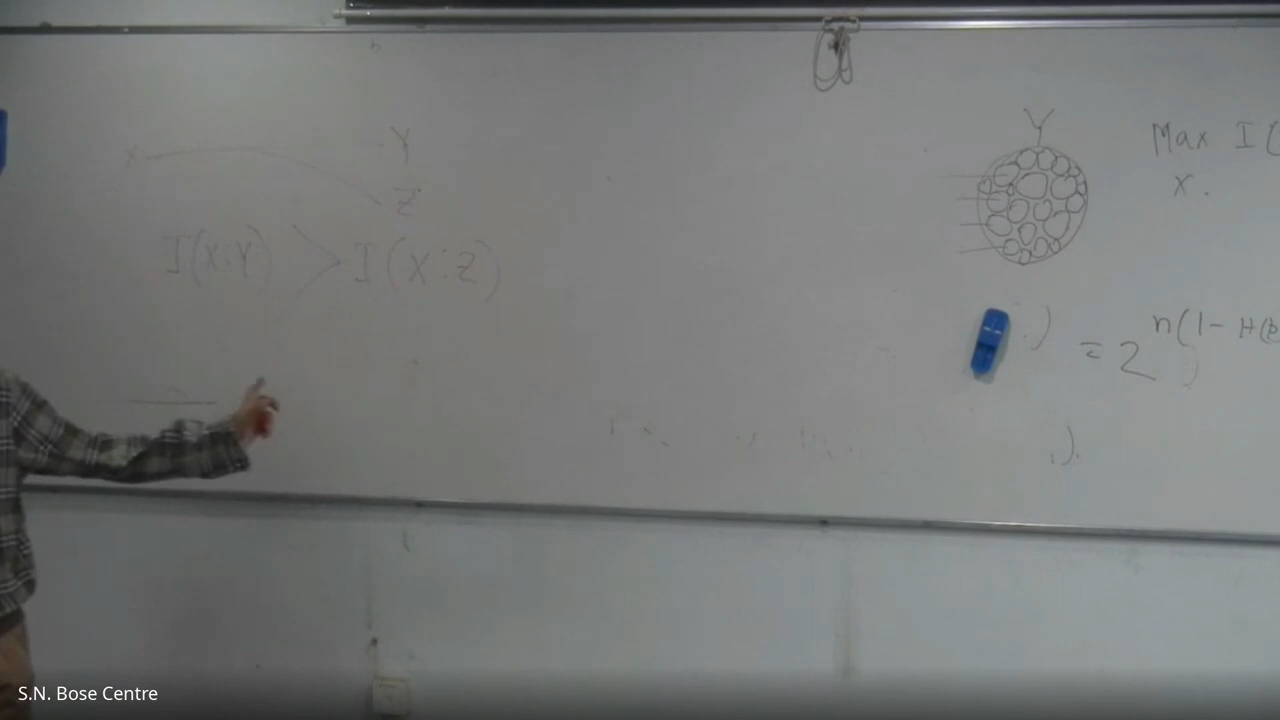 X Y
Z
I(X:Y) > I(X:Z)
Y
Max I(
X.
) = 2^{n(1-H(p
).
S.N. Bose Centre